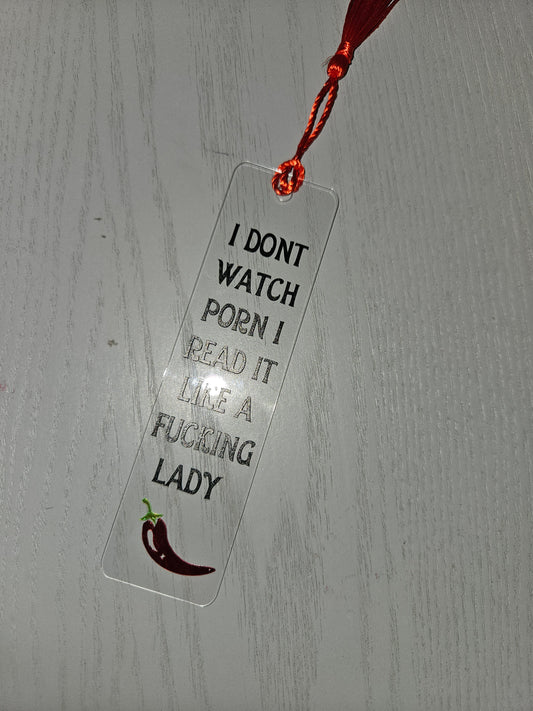 I DONT
WATCH
PORN I
READ IT
LIKE A
FUCKING
LADY